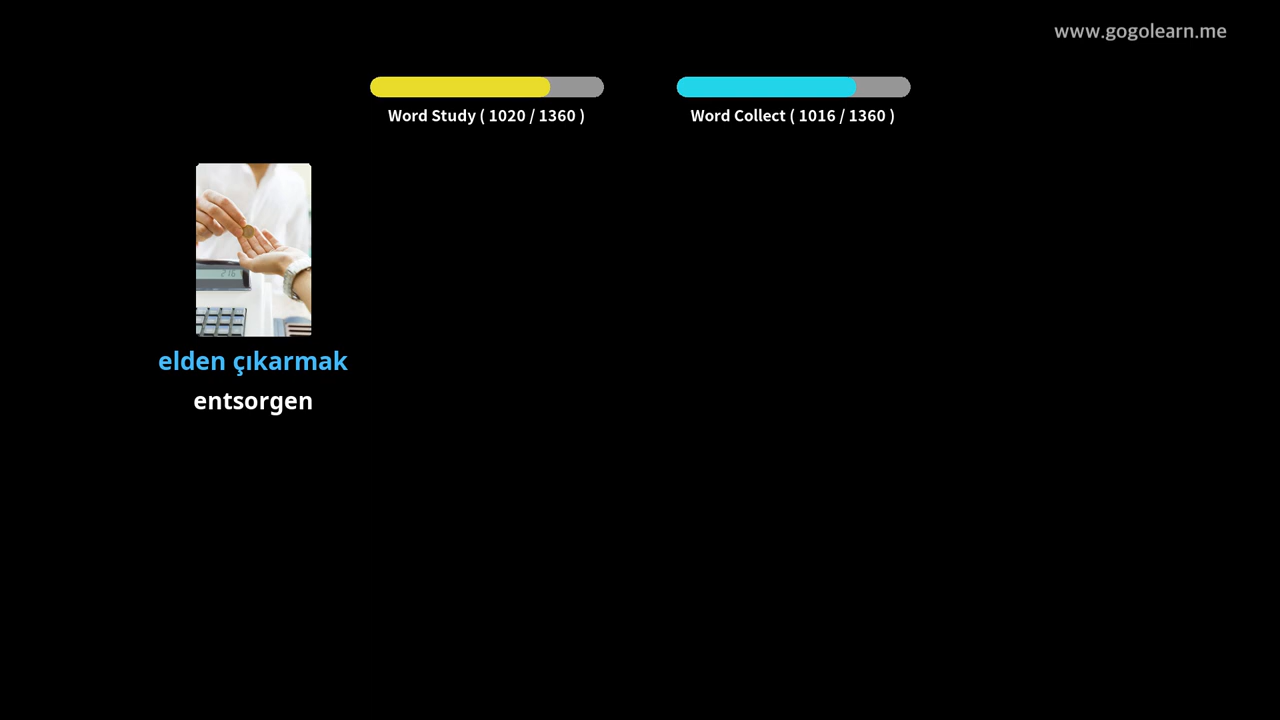 www.gogolearn.me
Word Study ( 1020 / 1360 )
Word Collect ( 1016 / 1360 )
elden çıkarmak
entsorgen